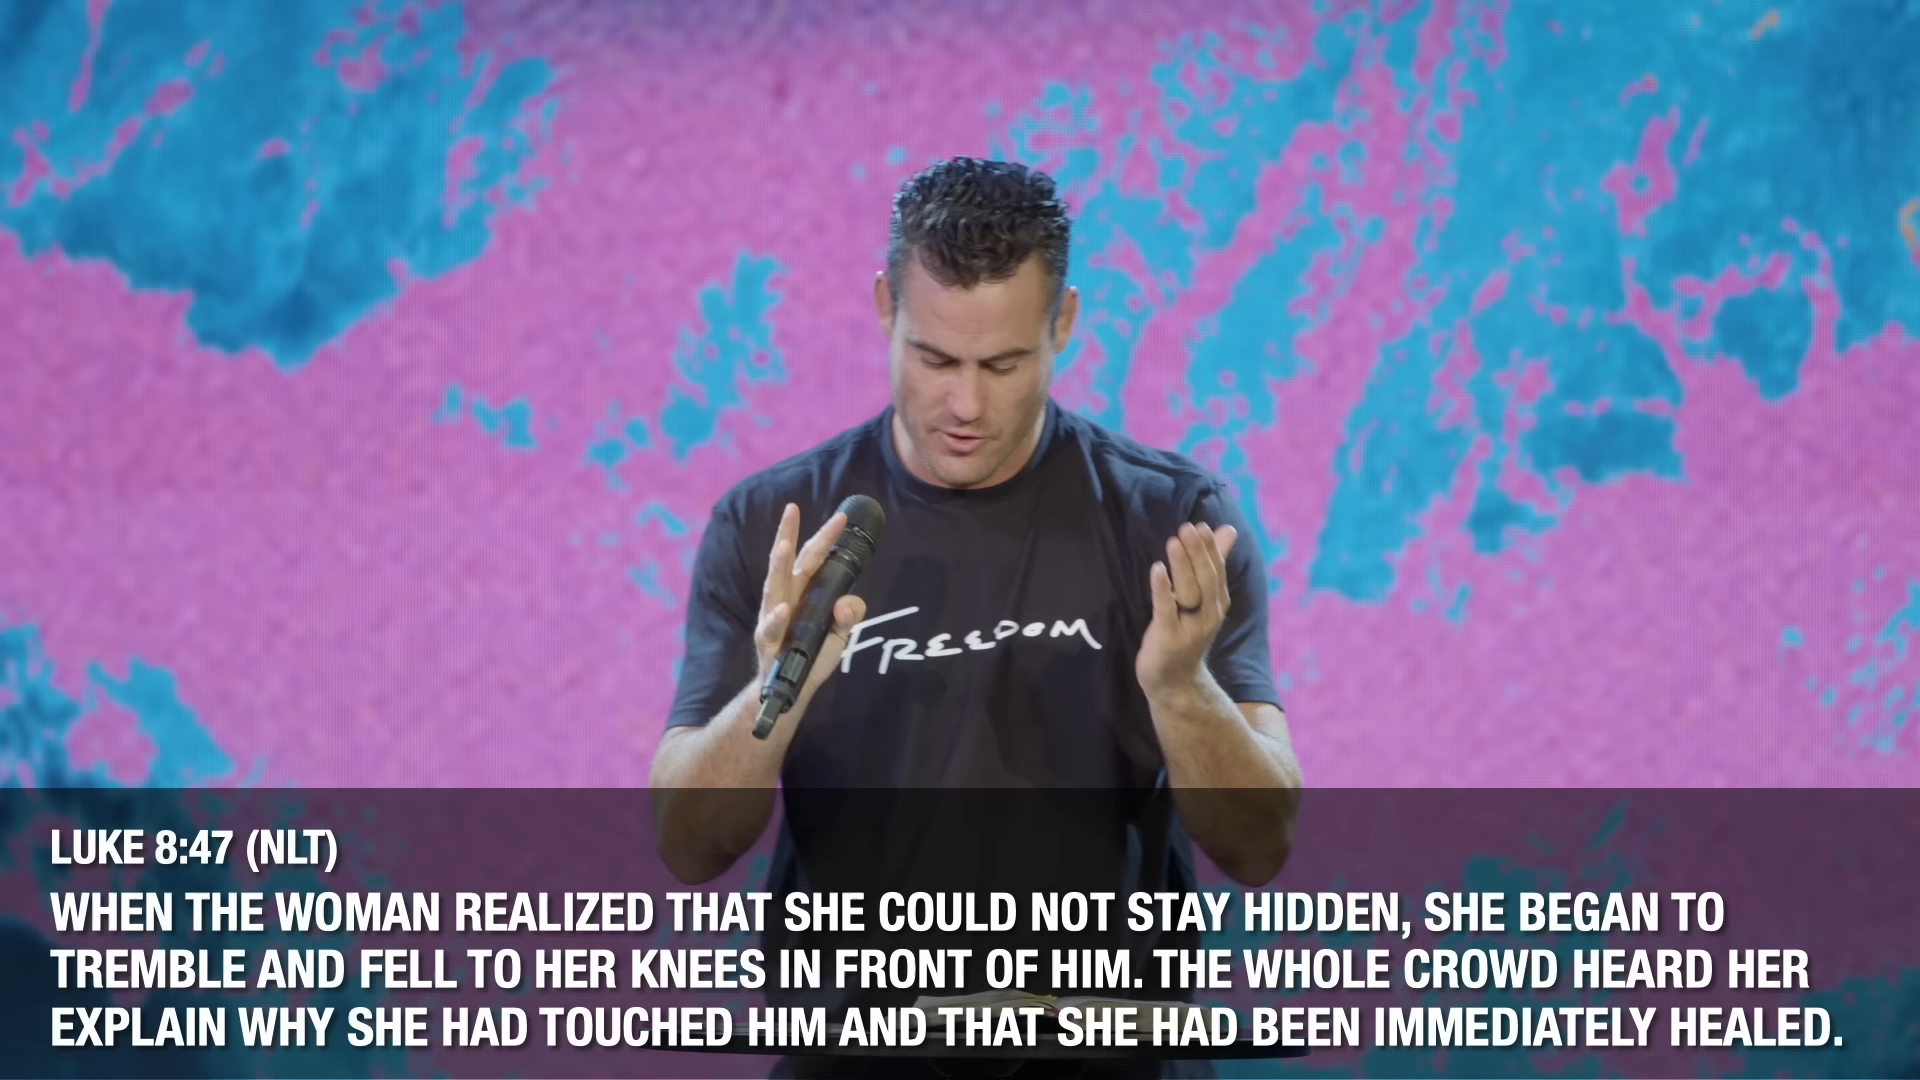 FREEDOM
LUKE 8:47 (NLT)
WHEN THE WOMAN REALIZED THAT SHE COULD NOT STAY HIDDEN, SHE BEGAN TO
TREMBLE AND FELL TO HER KNEES IN FRONT OF HIM. THE WHOLE CROWD HEARD HER
EXPLAIN WHY SHE HAD TOUCHED HIM AND THAT SHE HAD BEEN IMMEDIATELY HEALED.